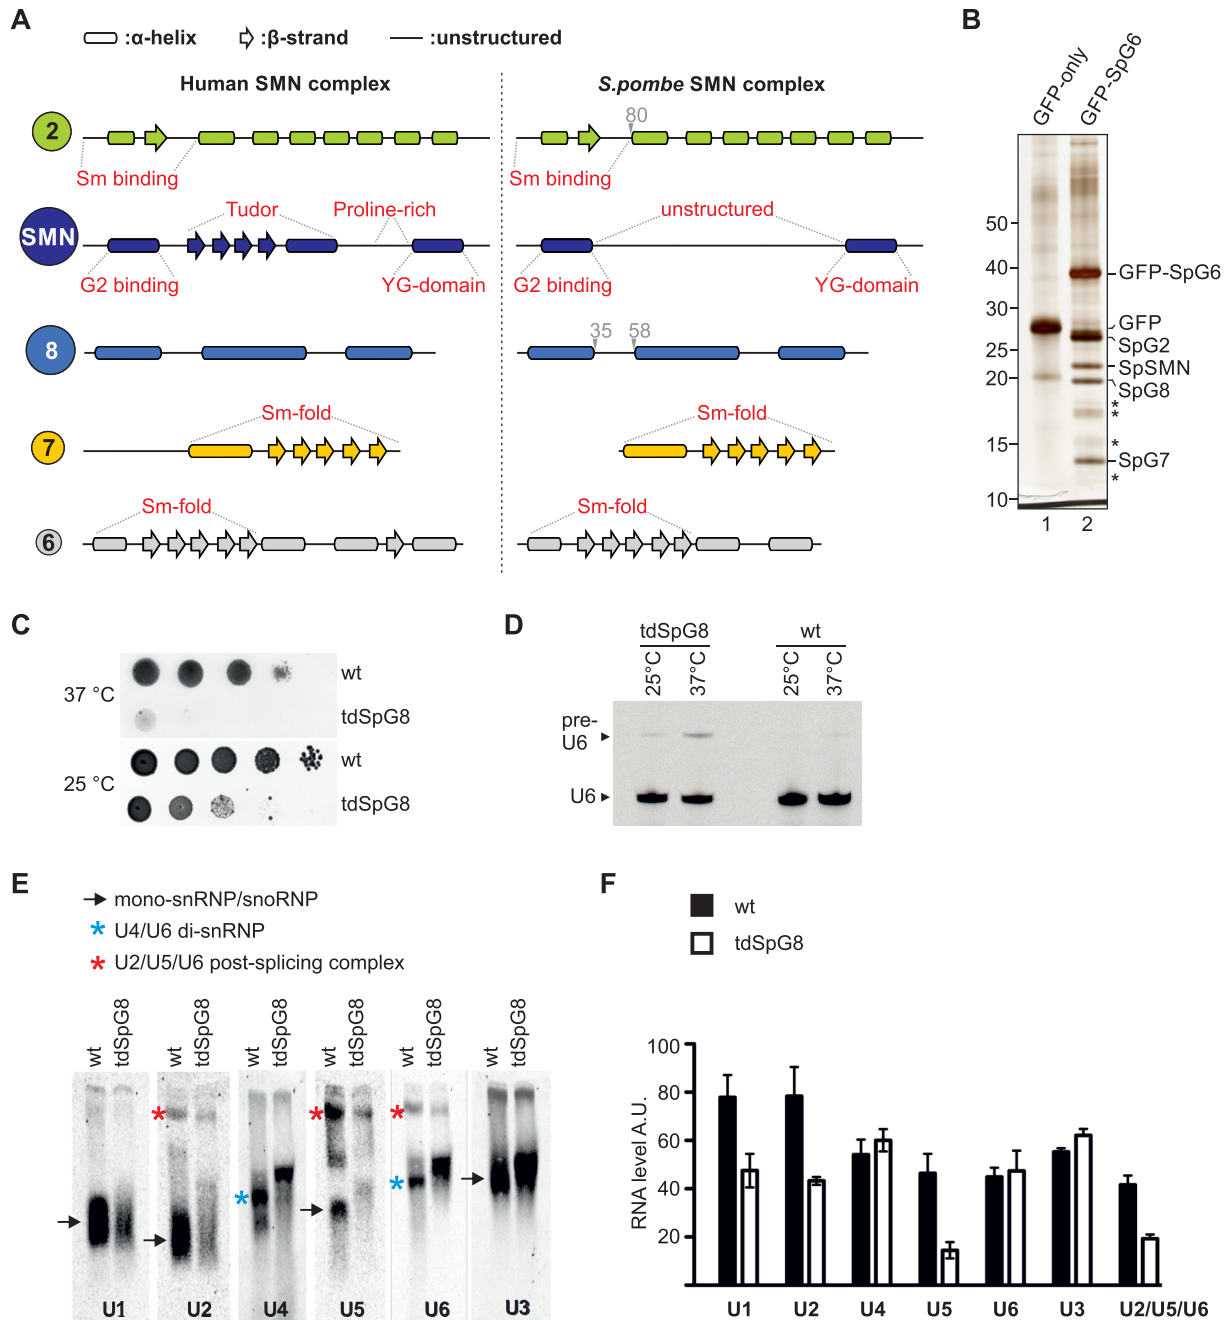 A
:α-helix :β-strand :unstructured
Human SMN complex
S.pombe SMN complex
2
80
Sm binding
Sm binding
SMN
Tudor
Proline-rich
unstructured
G2 binding
YG-domain
G2 binding
YG-domain
8
35
58
7
Sm-fold
Sm-fold
6
Sm-fold
Sm-fold
B
GFP-only
GFP-SpG6
50
40
30
25
20
15
10
GFP-SpG6
GFP
SpG2
SpSMN
SpG8
*
*
*
SpG7
*
1 2
C
37 °C
wt
tdSpG8
25 °C
wt
tdSpG8
D
tdSpG8
wt
25°C
37°C
25°C
37°C
pre-
U6
U6
E
mono-snRNP/snoRNP
* U4/U6 di-snRNP
* U2/U5/U6 post-splicing complex
wt
tdSpG8
wt
tdSpG8
wt
tdSpG8
wt
tdSpG8
wt
tdSpG8
wt
tdSpG8
*
*
*
*
*
U1 U2 U4 U5 U6 U3
F
wt
tdSpG8
RNA level A.U.
100
80
60
40
20
U1 U2 U4 U5 U6 U3 U2/U5/U6